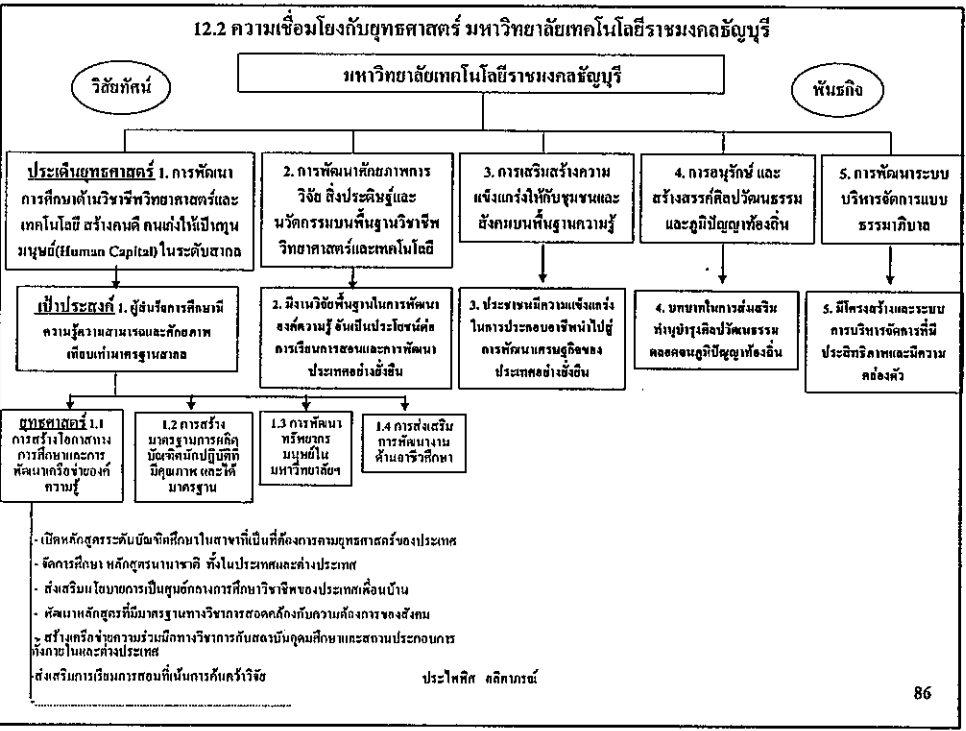 12.2 ความเชื่อมโยงกับยุทธศาสตร์ มหาวิทยาลัยเทคโนโลยีราชมงคลธัญบุรี
วิสัยทัศน์
มหาวิทยาลัยเทคโนโลยีราชมงคลธัญบุรี
พันธกิจ
ประเด็นยุทธศาสตร์ 1. การพัฒนา
การศึกษาด้านวิชาชีพวิทยาศาสตร์และ
เทคโนโลยี สร้างคนดี คนเก่งให้เป็นทุน
มนุษย์(Human Capital) ในระดับสากล
2. การพัฒนาศักยภาพการ
วิจัย สิ่งประดิษฐ์และ
นวัตกรรมบนพื้นฐานวิชาชีพ
วิทยาศาสตร์และเทคโนโลยี
3. การเสริมสร้างความ
แข็งแกร่งให้กับชุมชนและ
สังคมบนพื้นฐานความรู้
4. การอนุรักษ์ และ
สร้างสรรค์ศิลปวัฒนธรรม
และภูมิปัญญาท้องถิ่น
5. การพัฒนาระบบ
บริหารจัดการแบบ
ธรรมาภิบาล
เป้าประสงค์ 1. ผู้สำเร็จการศึกษามี
ความรู้ความสามารถและศักยภาพ
เทียบเท่ามาตรฐานสากล
2. มีงานวิจัยพื้นฐานในการพัฒนา
องค์ความรู้ อันเป็นประโยชน์ต่อ
การเรียนการสอนและการพัฒนา
ประเทศอย่างยั่งยืน
3. ประชาชนมีความแข็งแกร่ง
ในการประกอบอาชีพนำไปสู่
การพัฒนาเศรษฐกิจของ
ประเทศอย่างยั่งยืน
4. บทบาทในการส่งเสริม
ทำนุบำรุงศิลปวัฒนธรรม
ตลอดจนภูมิปัญญาท้องถิ่น
5. มีโครงสร้างและระบบ
การบริหารจัดการที่มี
ประสิทธิภาพและมีความ
คล่องตัว
ยุทธศาสตร์ 1.1
การสร้างโอกาสทาง
การศึกษาและการ
พัฒนาเครือข่ายองค์
ความรู้
1.2 การสร้าง
มาตรฐานการผลิต
บัณฑิตนักปฏิบัติที่
มีคุณภาพ และได้
มาตรฐาน
1.3 การพัฒนา
ทรัพยากร
มนุษย์ใน
มหาวิทยาลัยฯ
1.4 การส่งเสริม
การพัฒนางาน
ด้านอาชีวศึกษา
- เปิดหลักสูตรระดับบัณฑิตศึกษาในสาขาที่เป็นที่ต้องการตามยุทธศาสตร์ของประเทศ
- จัดการศึกษา หลักสูตรนานาชาติ ทั้งในประเทศและต่างประเทศ
- ส่งเสริมนโยบายการเป็นศูนย์กลางการศึกษาวิชาชีพของประเทศเพื่อนบ้าน
- พัฒนาหลักสูตรที่มีมาตรฐานทางวิชาการสอดคล้องกับความต้องการของสังคม
- สร้างเครือข่ายความร่วมมือทางวิชาการกับสถาบันอุดมศึกษาและสถานประกอบการ
ทั้งภายในและต่างประเทศ
-ส่งเสริมการเรียนการสอนที่เน้นการค้นคว้าวิจัย
ประไพพิศ
86